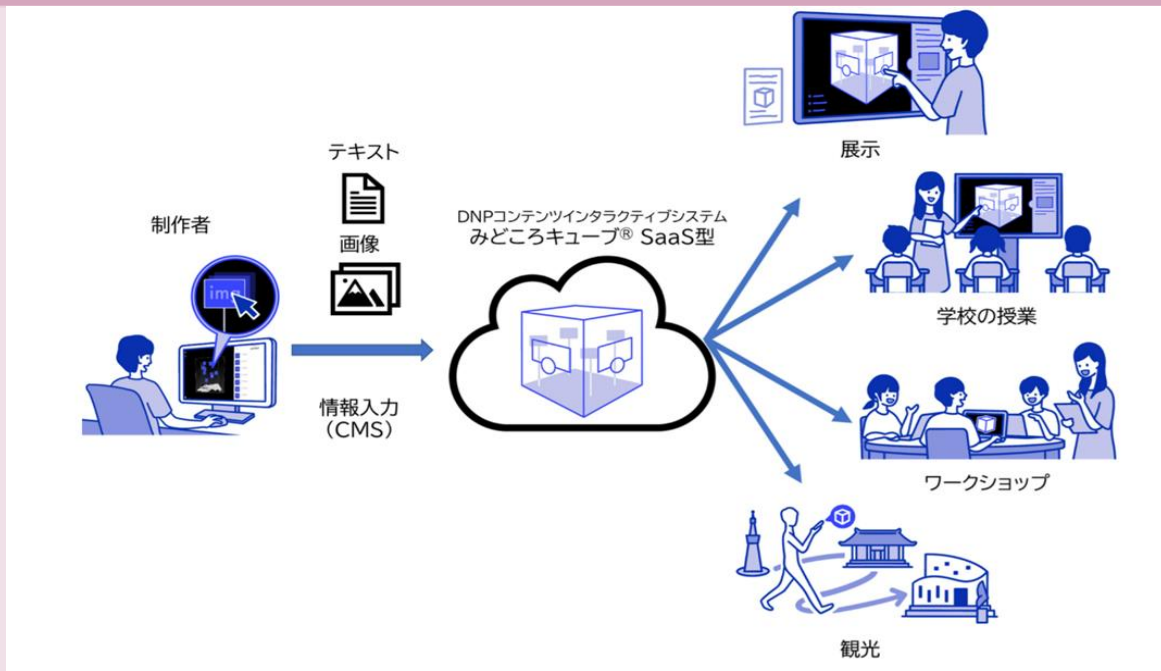 展示
テキスト
制作者
画像
DNPコンテンツインタラクティブシステム
みどころキューブ® SaaS型
img
学校の授業
情報入力
（CMS）
ワークショップ
観光